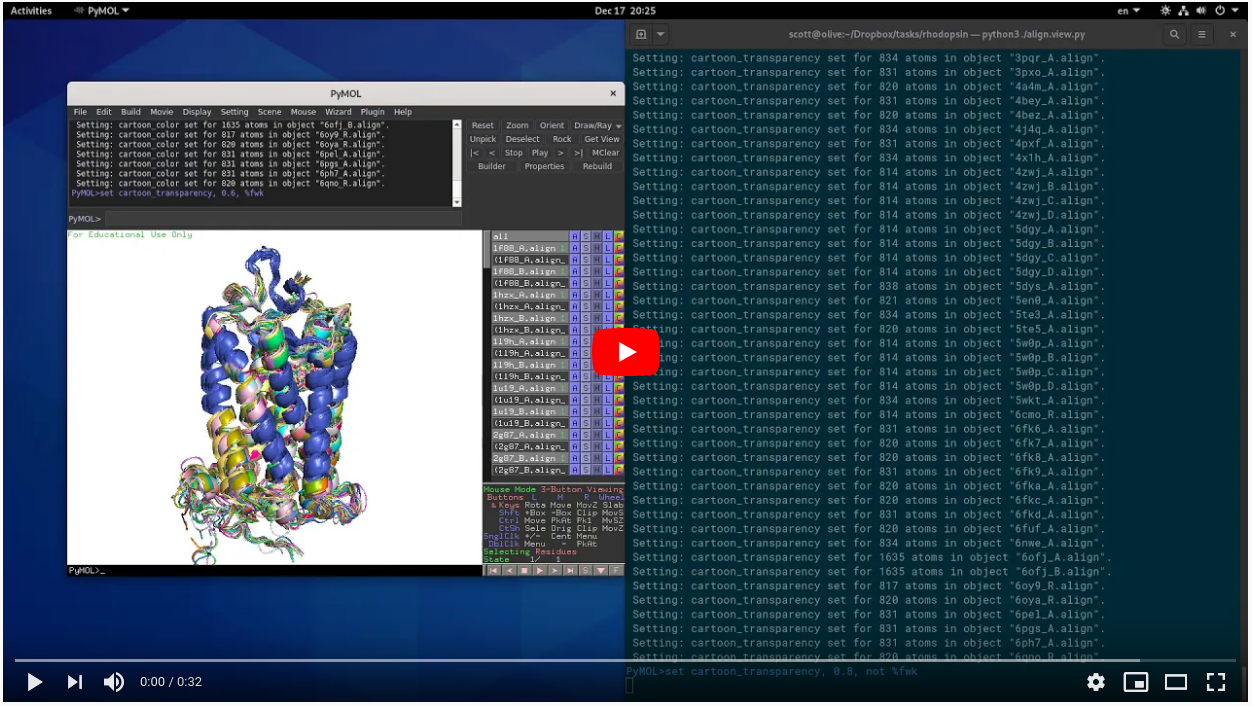 Activities
PyMOL
Dec 17 20:25
en
scott@olive:~/Dropbox/tasks/rhodopsin — python3 ./align.view.py
PyMOL
File Edit Build Movie Display Setting Scene Mouse Wizard Plugin Help
Setting: cartoon_color set for 1635 atoms in object "6ofj_B.align".
Setting: cartoon_color set for 817 atoms in object "6oy9_R.align".
Setting: cartoon_color set for 820 atoms in object "6oya_R.align".
Setting: cartoon_color set for 831 atoms in object "6pel_A.align".
Setting: cartoon_color set for 831 atoms in object "6pgs_A.align".
Setting: cartoon_color set for 831 atoms in object "6ph7_A.align".
Setting: cartoon_color set for 820 atoms in object "6qno_R.align".
PyMOL>set cartoon_transparency, 0.6, %fwk
PyMOL>
Reset Zoom Orient Draw/Ray
Unpick Deselect Rock Get View
|< < Stop Play > >| MClear
Builder Properties Rebuild
For Educational Use Only
all A S H L C
1f88_A.align 1 A S H L C
(1f88_A.align_ A S H L C
1f88_B.align 1 A S H L C
(1f88_B.align_ A S H L C
1hzx_A.align 1 A S H L C
(1hzx_A.align_ A S H L C
1hzx_B.align 1 A S H L C
(1hzx_B.align_ A S H L C
1l9h_A.align 1 A S H L C
(1l9h_A.align_ A S H L C
1l9h_B.align 1 A S H L C
(1l9h_B.align_ A S H L C
1u19_A.align 1 A S H L C
(1u19_A.align_ A S H L C
1u19_B.align 1 A S H L C
(1u19_B.align_ A S H L C
2g87_A.align 1 A S H L C
(2g87_A.align_ A S H L C
2g87_B.align 1 A S H L C
(2g87_B.align_ A S H L C
Mouse Mode 3-Button Viewing
Buttons L M R Wheel
& Keys Rota Move MovZ Slab
Shft +Box -Box Clip MovS
Ctrl Move PkAt Pk1 MvSZ
CtSh Sele Orig Clip MovZ
SnglClk +/- Cent Menu
DblClk Menu - PkAt
Selecting Residues
State 1/ 1
S F
PyMOL>_
Setting: cartoon_transparency set for 834 atoms in object "3pqr_A.align".
Setting: cartoon_transparency set for 831 atoms in object "3pxo_A.align".
Setting: cartoon_transparency set for 820 atoms in object "4a4m_A.align".
Setting: cartoon_transparency set for 831 atoms in object "4bey_A.align".
Setting: cartoon_transparency set for 820 atoms in object "4bez_A.align".
Setting: cartoon_transparency set for 834 atoms in object "4j4q_A.align".
Setting: cartoon_transparency set for 831 atoms in object "4pxf_A.align".
Setting: cartoon_transparency set for 834 atoms in object "4x1h_A.align".
Setting: cartoon_transparency set for 814 atoms in object "4zwj_A.align".
Setting: cartoon_transparency set for 814 atoms in object "4zwj_B.align".
Setting: cartoon_transparency set for 814 atoms in object "4zwj_C.align".
Setting: cartoon_transparency set for 814 atoms in object "4zwj_D.align".
Setting: cartoon_transparency set for 814 atoms in object "5dgy_A.align".
Setting: cartoon_transparency set for 814 atoms in object "5dgy_B.align".
Setting: cartoon_transparency set for 814 atoms in object "5dgy_C.align".
Setting: cartoon_transparency set for 814 atoms in object "5dgy_D.align".
Setting: cartoon_transparency set for 838 atoms in object "5dys_A.align".
Setting: cartoon_transparency set for 821 atoms in object "5en0_A.align".
Setting: cartoon_transparency set for 834 atoms in object "5te3_A.align".
cartoon_transparency set for 820 atoms in object "5te5_A.align".
cartoon_transparency set for 814 atoms in object "5w0p_A.align".
cartoon_transparency set for 814 atoms in object "5w0p_B.align".
cartoon_transparency set for 814 atoms in object "5w0p_C.align".
Setting: cartoon_transparency set for 814 atoms in object "5w0p_D.align".
Setting: cartoon_transparency set for 834 atoms in object "5wkt_A.align".
Setting: cartoon_transparency set for 814 atoms in object "6cmo_R.align".
Setting: cartoon_transparency set for 831 atoms in object "6fk6_A.align".
Setting: cartoon_transparency set for 820 atoms in object "6fk7_A.align".
Setting: cartoon_transparency set for 820 atoms in object "6fk8_A.align".
Setting: cartoon_transparency set for 831 atoms in object "6fk9_A.align".
Setting: cartoon_transparency set for 820 atoms in object "6fka_A.align".
Setting: cartoon_transparency set for 820 atoms in object "6fkc_A.align".
Setting: cartoon_transparency set for 831 atoms in object "6fkd_A.align".
Setting: cartoon_transparency set for 820 atoms in object "6fuf_A.align".
Setting: cartoon_transparency set for 834 atoms in object "6nwe_A.align".
Setting: cartoon_transparency set for 1635 atoms in object "6ofj_A.align".
Setting: cartoon_transparency set for 1635 atoms in object "6ofj_B.align".
Setting: cartoon_transparency set for 817 atoms in object "6oy9_R.align".
Setting: cartoon_transparency set for 820 atoms in object "6oya_R.align".
Setting: cartoon_transparency set for 831 atoms in object "6pel_A.align".
Setting: cartoon_transparency set for 831 atoms in object "6pgs_A.align".
Setting: cartoon_transparency set for 831 atoms in object "6ph7_A.align".
Setting: cartoon_transparency set for 820 atoms in object "6qno_R.align".
PyMOL>set cartoon_transparency, 0.8, not %fwk
0:00 / 0:32